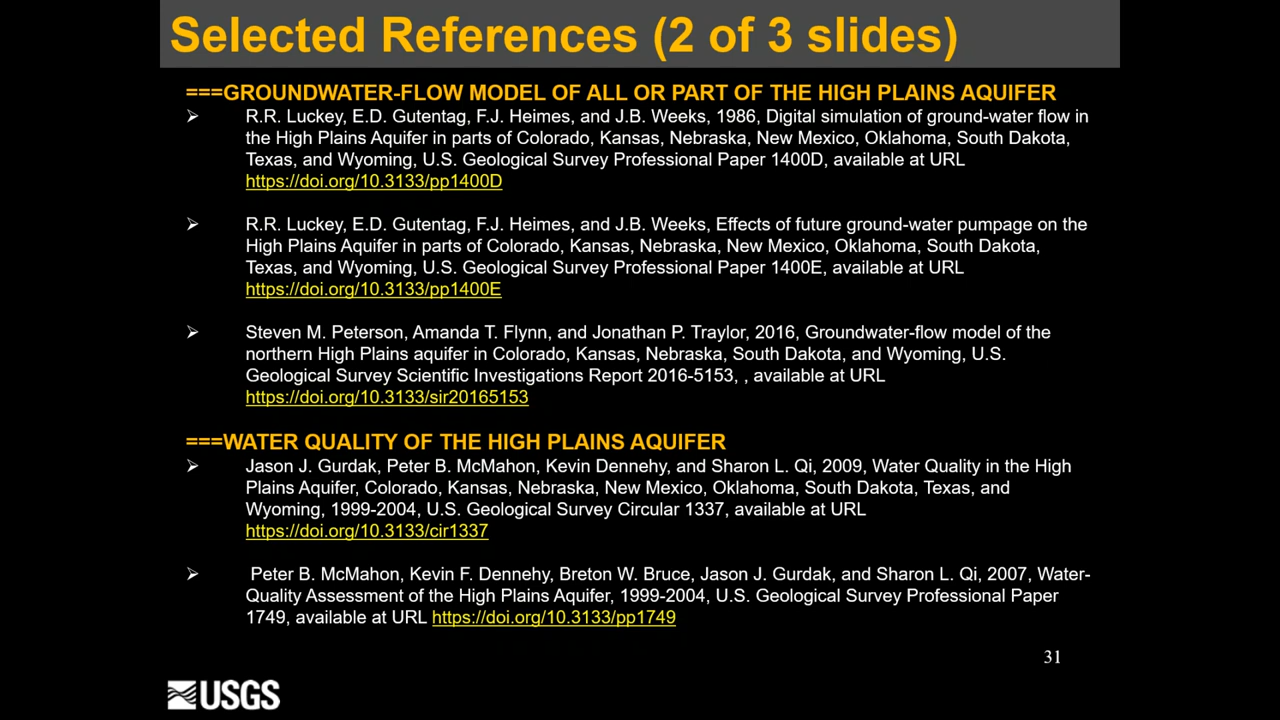 Selected References (2 of 3 slides)
===GROUNDWATER-FLOW MODEL OF ALL OR PART OF THE HIGH PLAINS AQUIFER
➢ R.R. Luckey, E.D. Gutentag, F.J. Heimes, and J.B. Weeks, 1986, Digital simulation of ground-water flow in
the High Plains Aquifer in parts of Colorado, Kansas, Nebraska, New Mexico, Oklahoma, South Dakota,
Texas, and Wyoming, U.S. Geological Survey Professional Paper 1400D, available at URL
https://doi.org/10.3133/pp1400D
➢ R.R. Luckey, E.D. Gutentag, F.J. Heimes, and J.B. Weeks, Effects of future ground-water pumpage on the
High Plains Aquifer in parts of Colorado, Kansas, Nebraska, New Mexico, Oklahoma, South Dakota,
Texas, and Wyoming, U.S. Geological Survey Professional Paper 1400E, available at URL
https://doi.org/10.3133/pp1400E
➢ Steven M. Peterson, Amanda T. Flynn, and Jonathan P. Traylor, 2016, Groundwater-flow model of the
northern High Plains aquifer in Colorado, Kansas, Nebraska, South Dakota, and Wyoming, U.S.
Geological Survey Scientific Investigations Report 2016-5153, , available at URL
https://doi.org/10.3133/sir20165153
===WATER QUALITY OF THE HIGH PLAINS AQUIFER
➢ Jason J. Gurdak, Peter B. McMahon, Kevin Dennehy, and Sharon L. Qi, 2009, Water Quality in the High
Plains Aquifer, Colorado, Kansas, Nebraska, New Mexico, Oklahoma, South Dakota, Texas, and
Wyoming, 1999-2004, U.S. Geological Survey Circular 1337, available at URL
https://doi.org/10.3133/cir1337
➢ Peter B. McMahon, Kevin F. Dennehy, Breton W. Bruce, Jason J. Gurdak, and Sharon L. Qi, 2007, Water-
Quality Assessment of the High Plains Aquifer, 1999-2004, U.S. Geological Survey Professional Paper
1749, available at URL https://doi.org/10.3133/pp1749
31
USGS